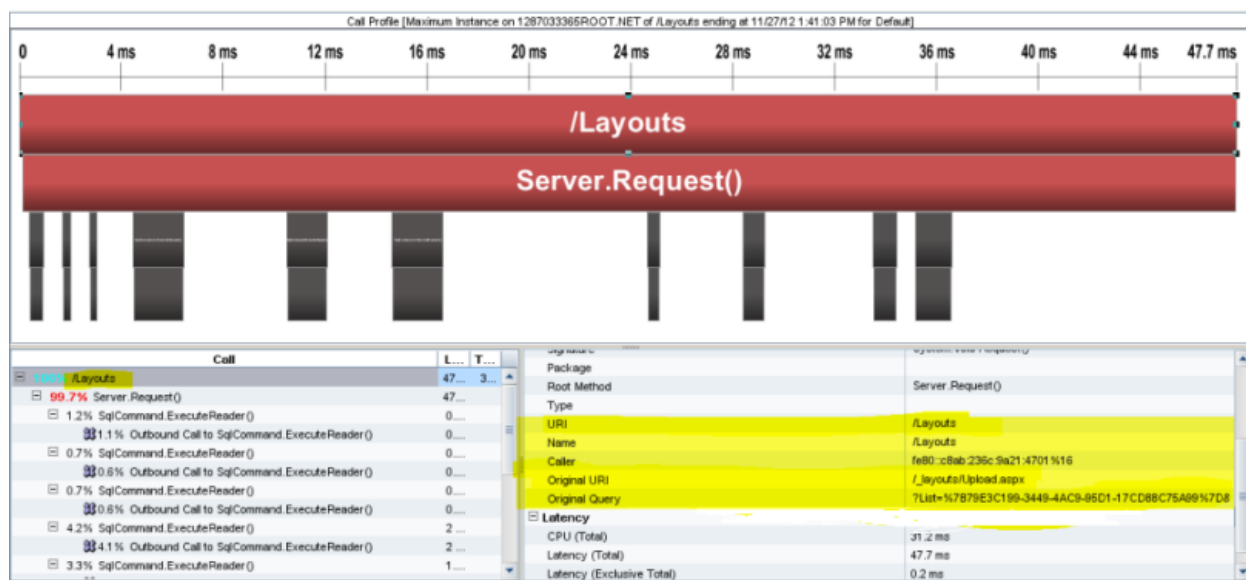 Call Profile [Maximum Instance on 1287033365ROOT.NET of /Layouts ending at 11/27/12 1:41:03 PM for Default]
0 4 ms 8 ms 12 ms 16 ms 20 ms 24 ms 28 ms 32 ms 36 ms 40 ms 44 ms 47.7 ms
/Layouts
Server.Request()
Call L... T...
/Layouts 47... 3...
99.7% Server.Request() 47...
1.2% SqlCommand.ExecuteReader() 0....
1.1% Outbound Call to SqlCommand.ExecuteReader() 0....
0.7% SqlCommand.ExecuteReader() 0....
0.6% Outbound Call to SqlCommand.ExecuteReader() 0....
0.7% SqlCommand.ExecuteReader() 0....
0.6% Outbound Call to SqlCommand.ExecuteReader() 0....
4.2% SqlCommand.ExecuteReader() 2 ...
4.1% Outbound Call to SqlCommand.ExecuteReader() 2 ...
3.3% SqlCommand.ExecuteReader() 1....
Package
Root Method Server.Request()
Type
URI /Layouts
Name /Layouts
Caller fe80::c8ab:236c:9a21:4701%16
Original URI /_layouts/Upload.aspx
Original Query ?List=%7B79E3C199-3449-4AC9-95D1-17CD88C75A99%7D8
Latency
CPU (Total) 31.2 ms
Latency (Total) 47.7 ms
Latency (Exclusive Total) 0.2 ms